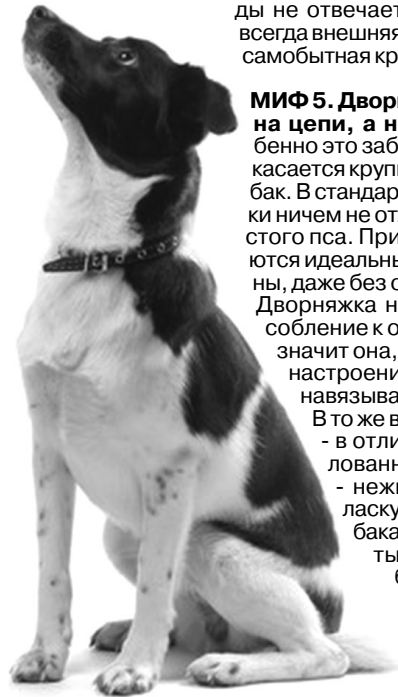 ды не отвечает
всегда внешняя
самобытная кр
МИФ 5. Двор
на цепи, а н
бенно это заб
касается круп
бак. В стандар
ки ничем не от
стого пса. При
ются идеальны
ны, даже без с
Дворняжка н
собление к о
значит она,
настроени
навязыва
В то же в
- в отли
лованн
- неж
ласку
бака
ты